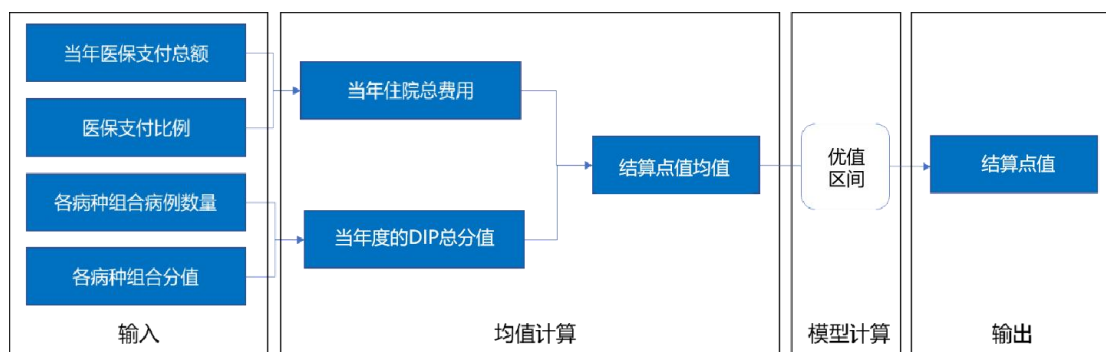 当年医保支付总额
医保支付比例
各病种组合病例数量
各病种组合分值
输入
当年住院总费用
当年度的DIP总分值
结算点值均值
均值计算
优值
区间
模型计算
结算点值
输出